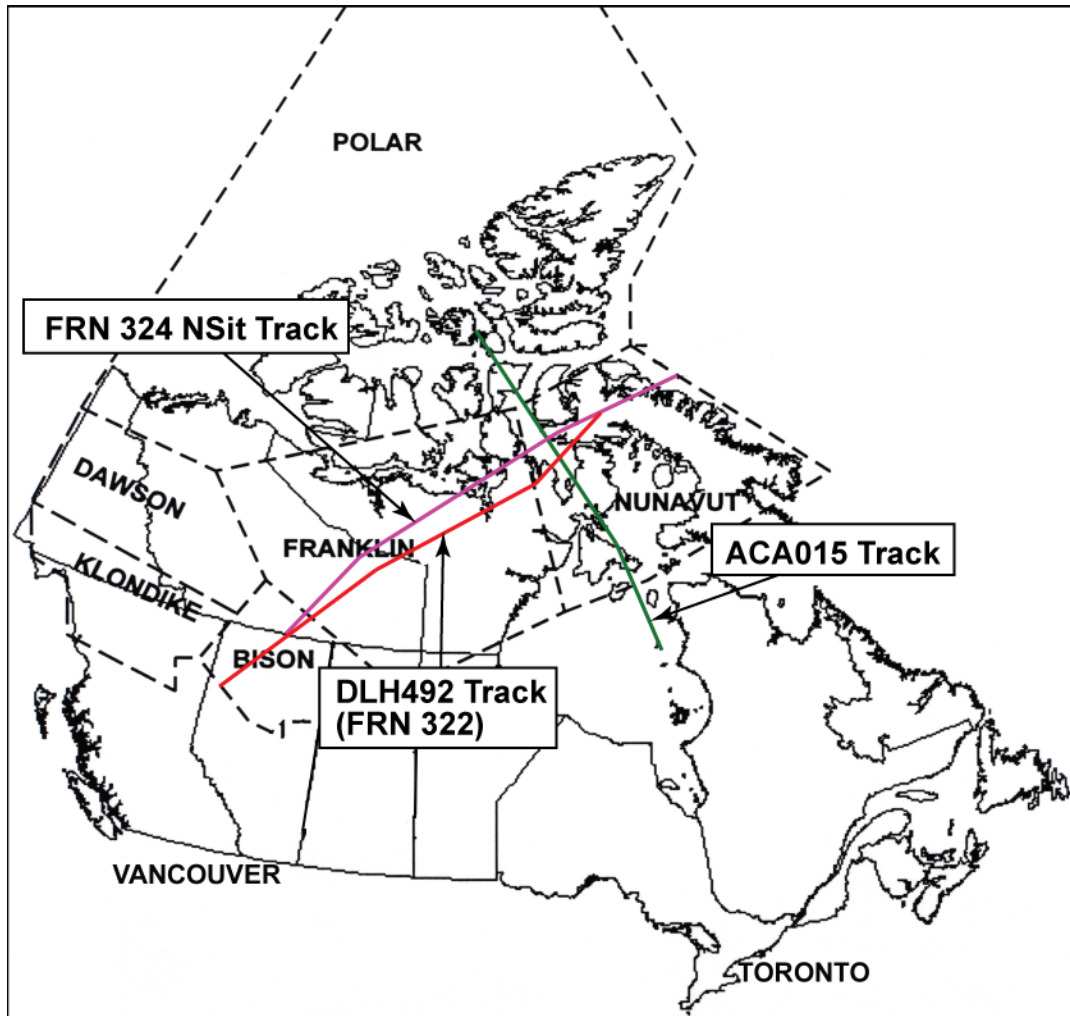 POLAR
FRN 324 NSit Track
DAWSON
NUNAVUT
FRANKLIN
ACA015 Track
KLONDIKE
BISON
DLH492 Track
(FRN 322)
VANCOUVER
TORONTO